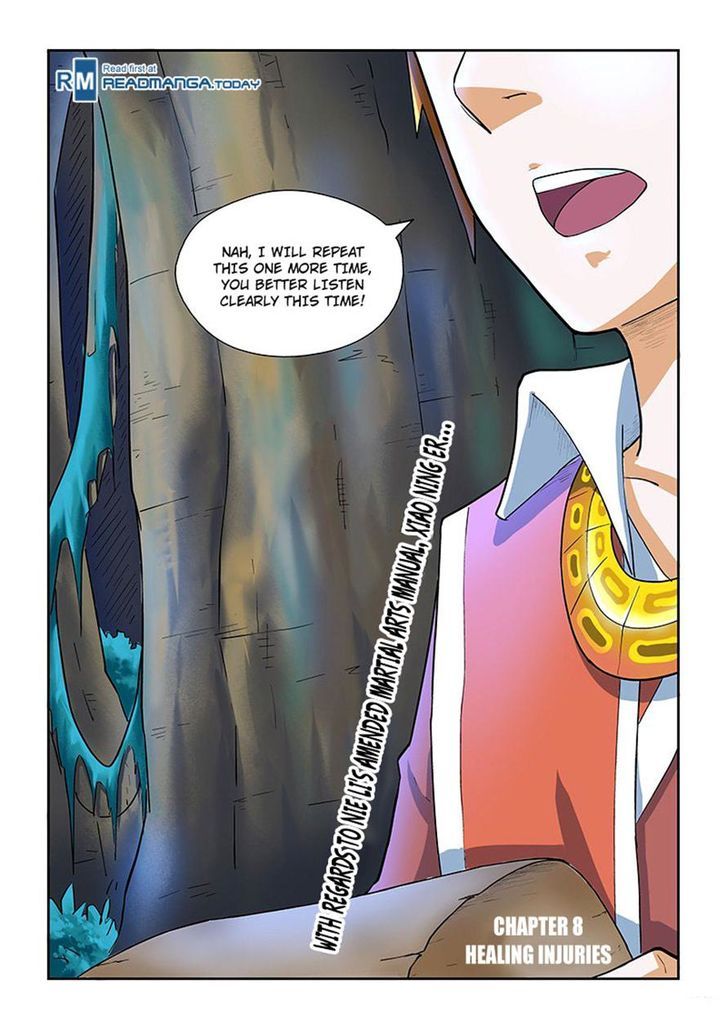 RM
Read first at
READMANGA.TODAY
NAH, I WILL REPEAT
THIS ONE MORE TIME,
YOU BETTER LISTEN
CLEARLY THIS TIME!
WITH REGARDS TO NIE LI'S AMENDED MARTIAL ARTS MANUAL, XIAO NIING ER...
CHAPTER 8
HEALING INJURIES